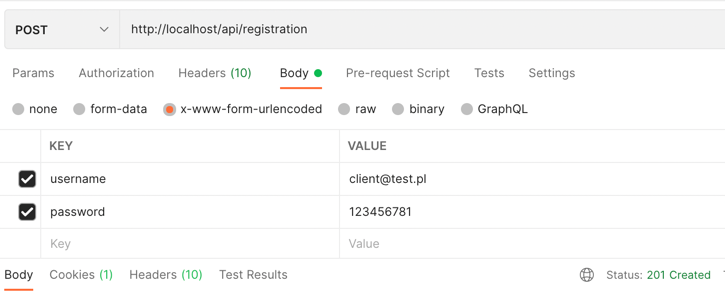 POST http://localhost/api/registration
Params Authorization Headers (10) Body Pre-request Script Tests Settings
none form-data x-www-form-urlencoded raw binary GraphQL
KEY VALUE
username client@test.pl
password 123456781
Key Value
Body Cookies (1) Headers (10) Test Results Status: 201 Created